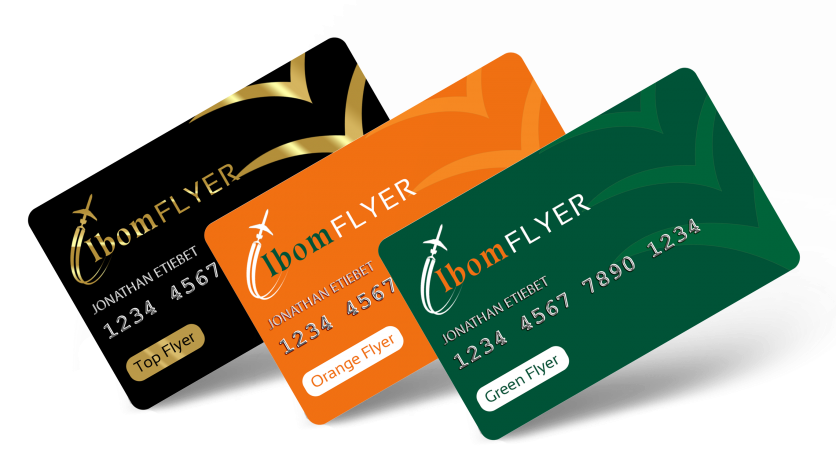 IbomFLYER
JONATHAN ETIEBET
1234 4567
Top Flyer
IbomFLYER
JONATHAN ETIEBET
1234 4567
Orange Flyer
IbomFLYER
JONATHAN ETIEBET
1234 4567 7890 1234
Green Flyer